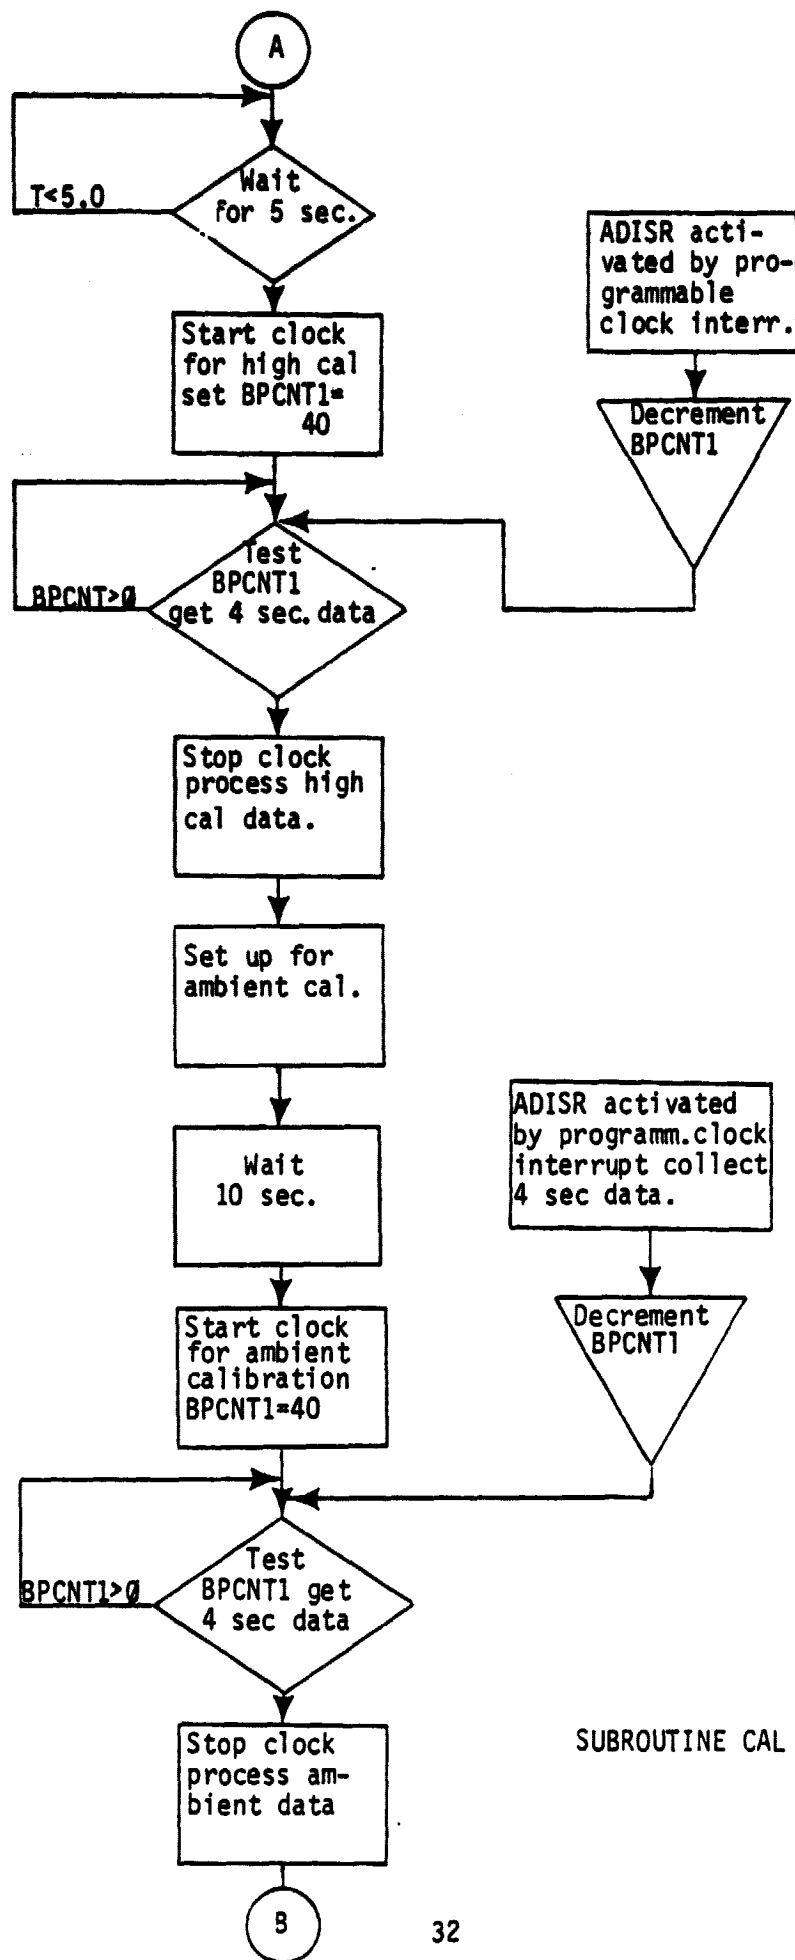 A
T<5.0
Wait
for 5 sec.
ADISR acti-
vated by pro-
grammable
clock interr.
Start clock
for high cal
set BPCNT1=
40
Decrement
BPCNT1
BPCNT>Ø
Test
BPCNT1
get 4 sec.data
Stop clock
process high
cal data.
Set up for
ambient cal.
Wait
10 sec.
ADISR activated
by programm.clock
interrupt collect
4 sec data.
Start clock
for ambient
calibration
BPCNT1=40
Decrement
BPCNT1
BPCNT1>Ø
Test
BPCNT1 get
4 sec data
Stop clock
process am-
bient data
SUBROUTINE CAL
B
32